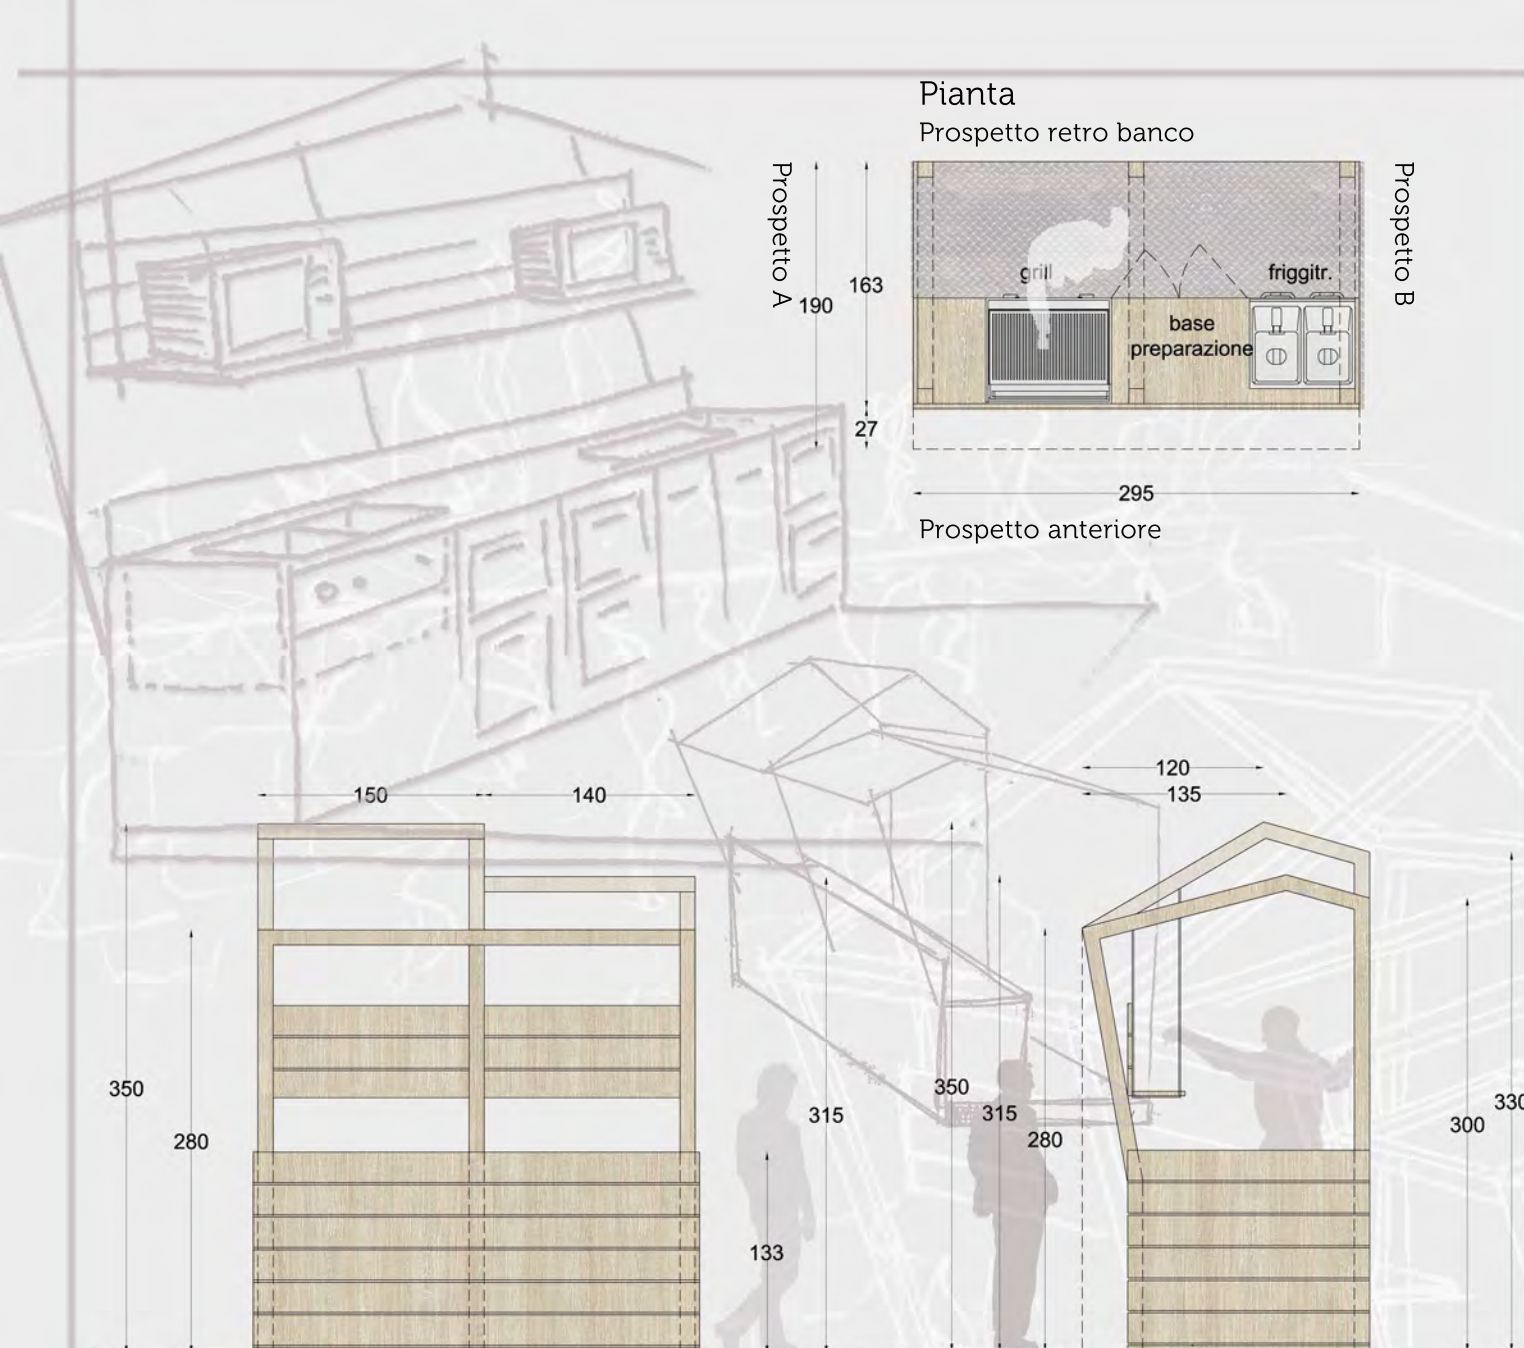 Pianta
Prospetto retro banco
Prospetto A
Prospetto B
190
163
27
grill
friggitr.
base
preparazione
295
Prospetto anteriore
150
140
120
135
350
280
315
133
350
315
280
300
330